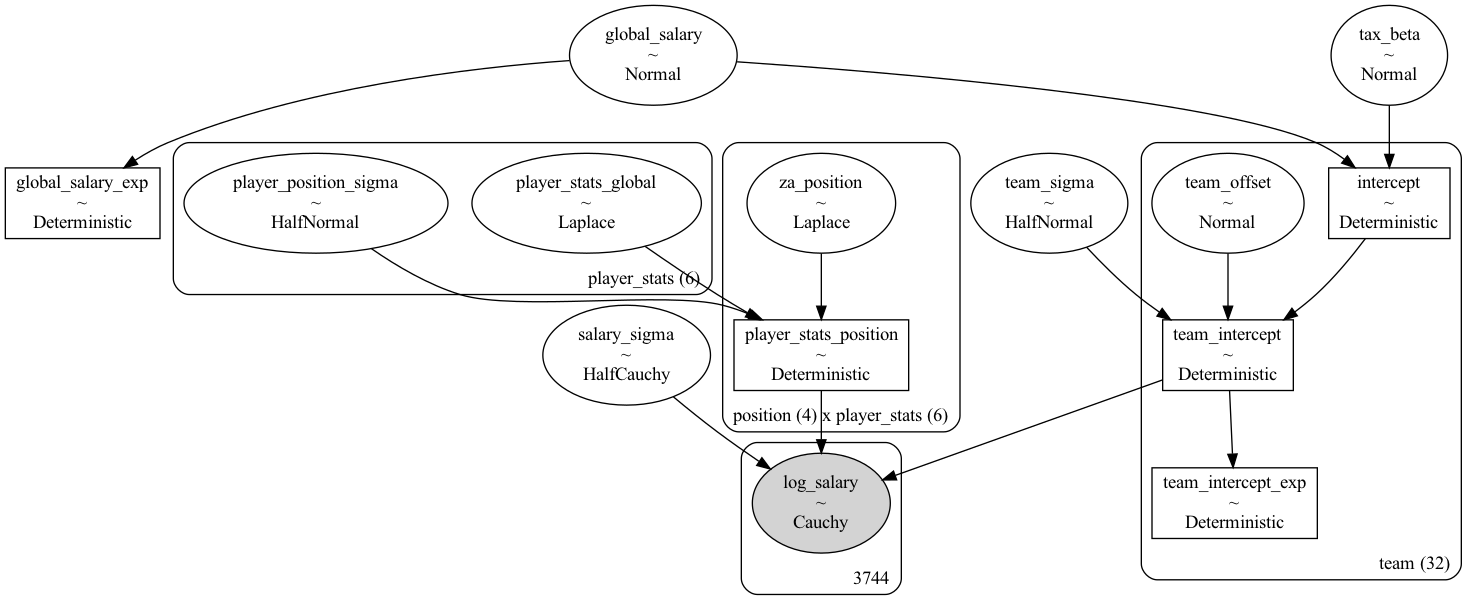 global_salary
~
Normal
tax_beta
~
Normal
global_salary_exp
~
Deterministic
player_position_sigma
~
HalfNormal
player_stats_global
~
Laplace
player_stats (6)
za_position
~
Laplace
team_sigma
~
HalfNormal
team_offset
~
Normal
intercept
~
Deterministic
salary_sigma
~
HalfCauchy
player_stats_position
~
Deterministic
position (4) x player_stats (6)
team_intercept
~
Deterministic
log_salary
~
Cauchy
3744
team_intercept_exp
~
Deterministic
team (32)